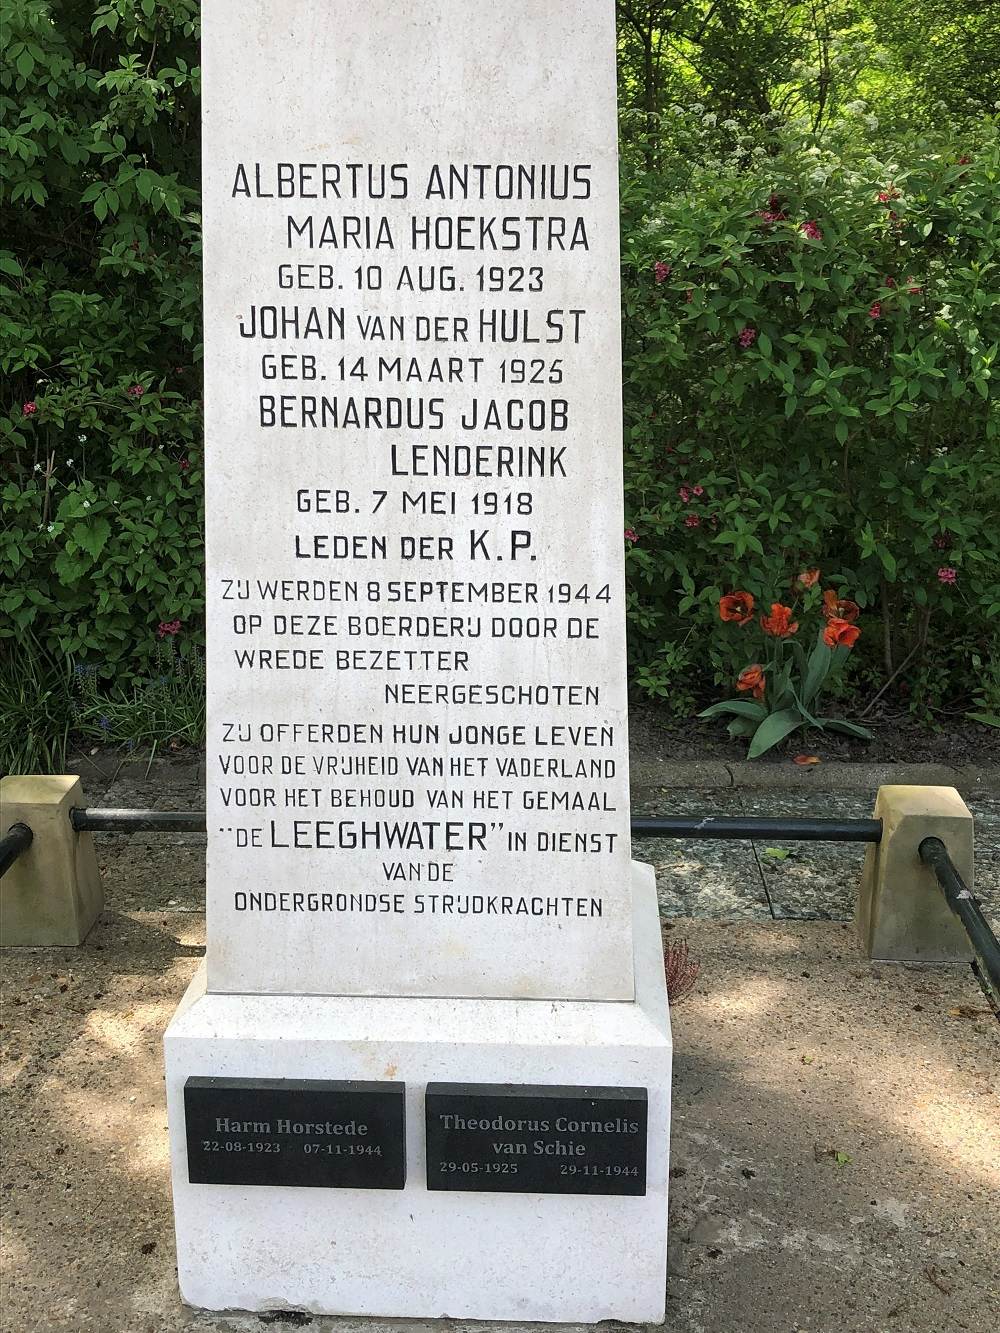 ALBERTUS ANTONIUS
MARIA HOEKSTRA
GEB. 10 AUG. 1923
JOHAN VAN DER HULST
GEB. 14 MAART 1925
BERNARDUS JACOB
LENDERINK
GEB. 7 MEI 1918
LEDEN DER K.P.
ZIJ WERDEN 8 SEPTEMBER 1944
OP DEZE BOERDERIJ DOOR DE
WREDE BEZETTER
NEERGESCHOTEN
ZIJ OFFERDEN HUN JONGE LEVEN
VOOR DE VRIJHEID VAN HET VADERLAND
VOOR HET BEHOUD VAN HET GEMAAL
"DE LEEGHWATER" IN DIENST
VAN DE
ONDERGRONDSE STRIJDKRACHTEN
Harm Horstede
22-08-1923 07-11-1944
Theodorus Cornelis
van Schie
29-05-1925 29-11-1944